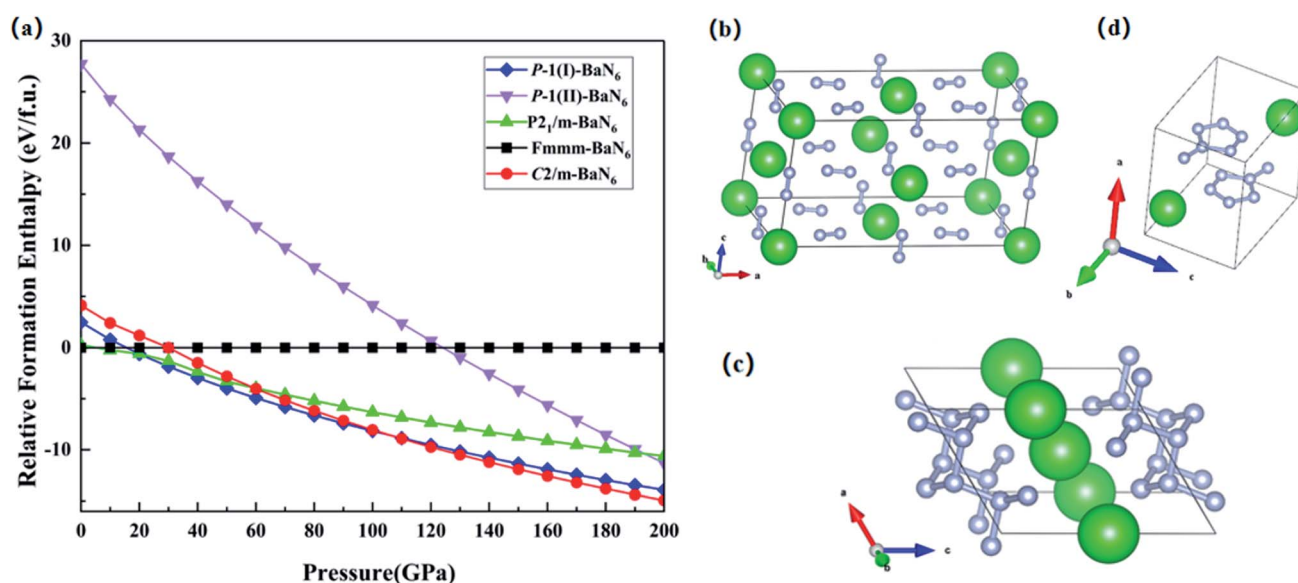 (a)
Relative Formation Enthalpy (eV/f.u.)
30
20
10
0
-10
P-1(I)-BaN₆
P-1(II)-BaN₆
P2₁/m-BaN₆
Fmmm-BaN₆
C2/m-BaN₆
0 20 40 60 80 100 120 140 160 180 200
Pressure(GPa)
(b)
c
b
a
(d)
a
b
c
(c)
a
b
c